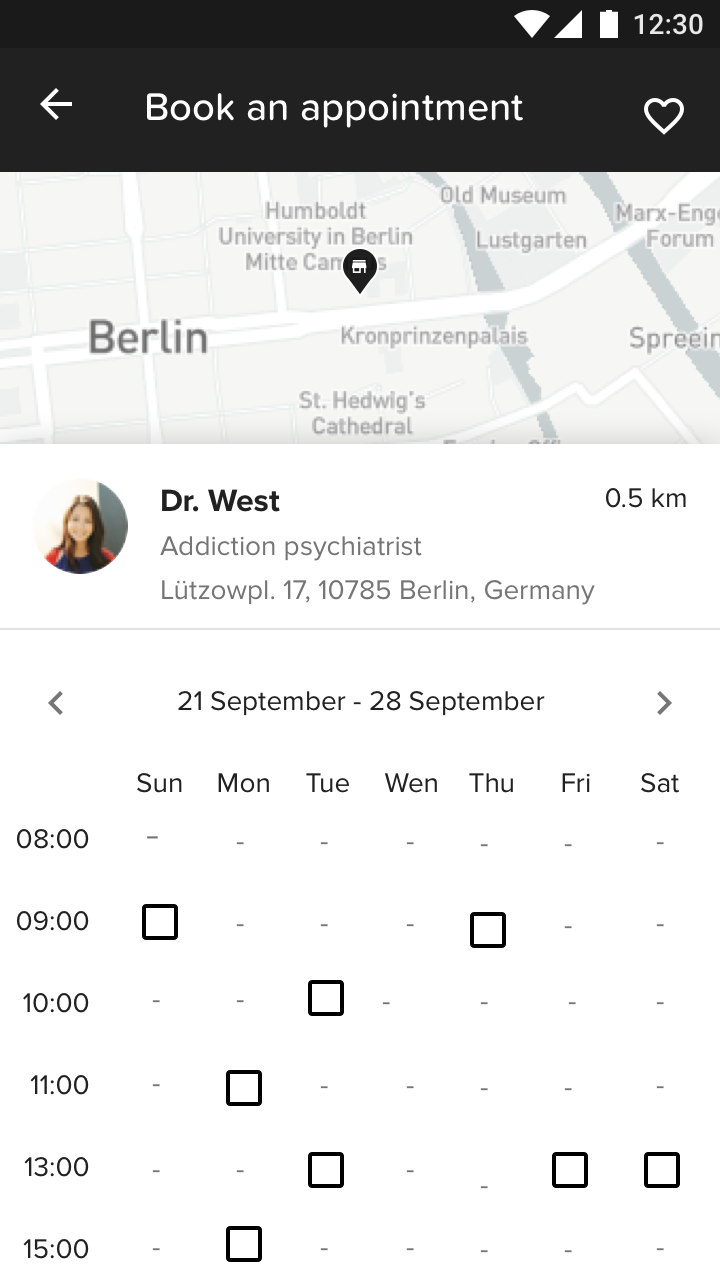 12:30
Book an appointment
Old Museum
Humboldt
University in Berlin
Mitte Cam s
Lustgarten
Marx-Enge
Forum
Berlin
Kronprinzenpalais
Spreein
St. Hedwig's
Cathedral
Dr. West
0.5 km
Addiction psychiatrist
Lützowpl. 17, 10785 Berlin, Germany
21 September - 28 September
Sun Mon Tue Wen Thu Fri Sat
08:00 - - - - - - -
09:00 - - - - -
10:00 - - - - - -
11:00 - - - - - -
13:00 - - - -
15:00 - - - - - -